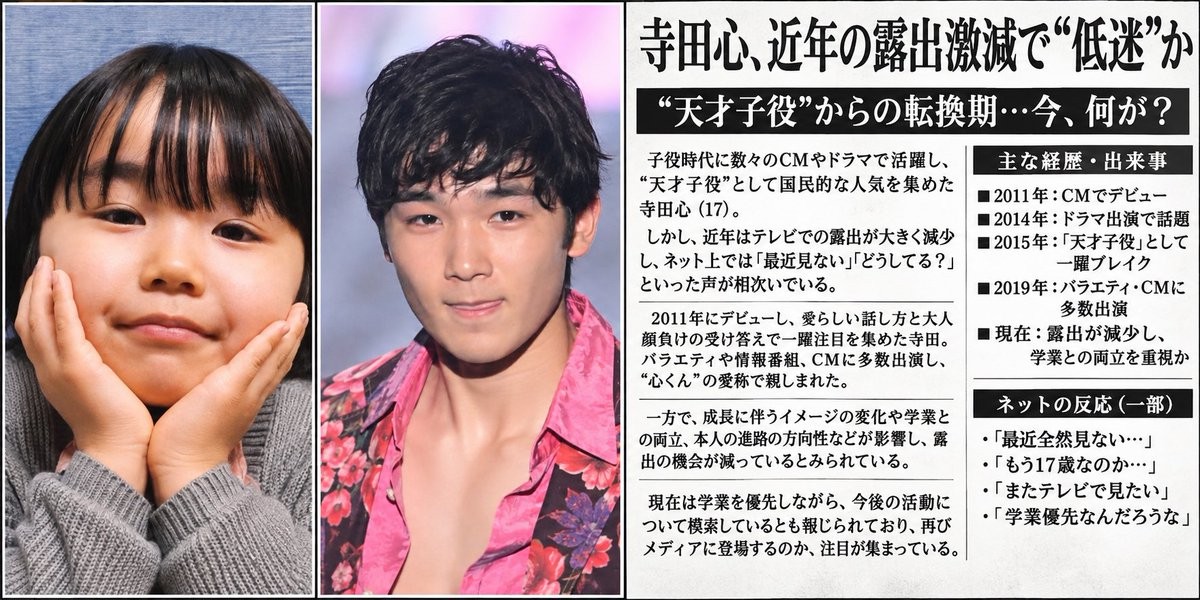 寺田心、近年の露出激減で“低迷”か
“天才子役”からの転換期…今、何が？
子役時代に数々のCMやドラマで活躍し、
“天才子役”として国民的な人気を集めた
寺田心（17）。
しかし、近年はテレビでの露出が大きく減少
し、ネット上では「最近見ない」「どうしてる？」
といった声が相次いでいる。
2011年にデビューし、愛らしい話し方と大人
顔負けの受け答えで一躍注目を集めた寺田。
バラエティや情報番組、CMに多数出演し、
“心くん”の愛称で親しまれた。
一方で、成長に伴うイメージの変化や学業と
の両立、本人の進路の方向性などが影響し、露
出の機会が減っているとみられている。
現在は学業を優先しながら、今後の活動に
ついて模索しているとも報じられており、再び
メディアに登場するのか、注目が集まっている。
主な経歴・出来事
■2011年：CMでデビュー
■2014年：ドラマ出演で話題
■2015年：「天才子役」として
一躍ブレイク
■2019年：バラエティ・CMに
多数出演
■現在：露出が減少し、
学業との両立を重視か
ネットの反応（一部）
・「最近全然見ない…」
・「もう17歳なのか…」
・「またテレビで見たい」
・「学業優先なんだろうな」